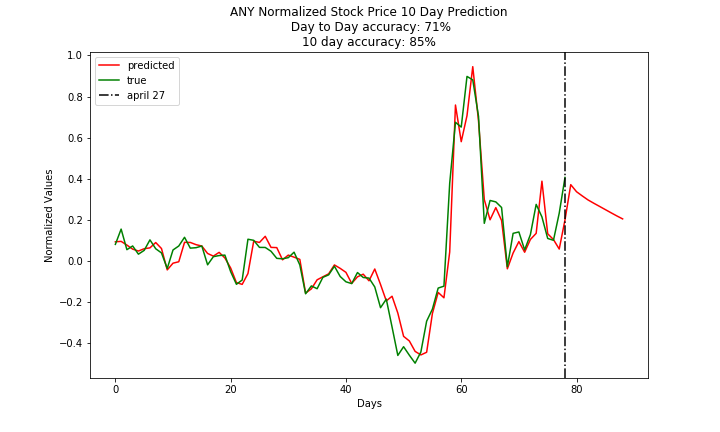 ANY Normalized Stock Price 10 Day Prediction
Day to Day accuracy: 71%
10 day accuracy: 85%
predicted
true
april 27
Normalized Values
1.0
0.8
0.6
0.4
0.2
0.0
−0.2
−0.4
0
20
40
60
80
Days